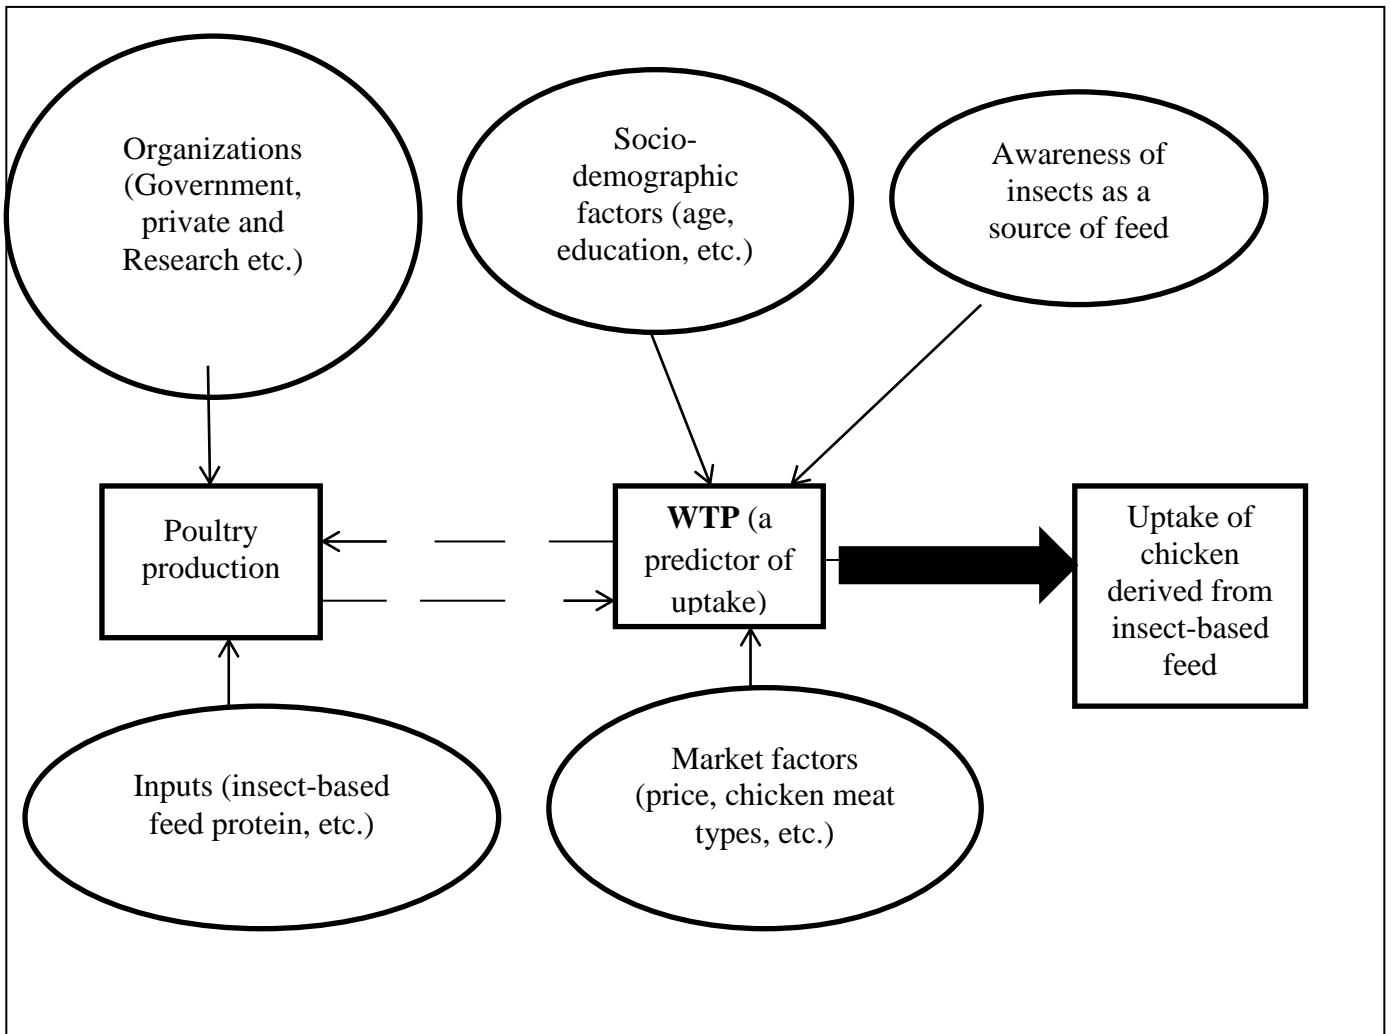 Organizations
(Government,
private and
Research etc.)
Socio-
demographic
factors (age,
education, etc.)
Awareness of
insects as a
source of feed
Poultry
production
WTP (a
predictor of
uptake)
Uptake of
chicken
derived from
insect-based
feed
Inputs (insect-based
feed protein, etc.)
Market factors
(price, chicken meat
types, etc.)